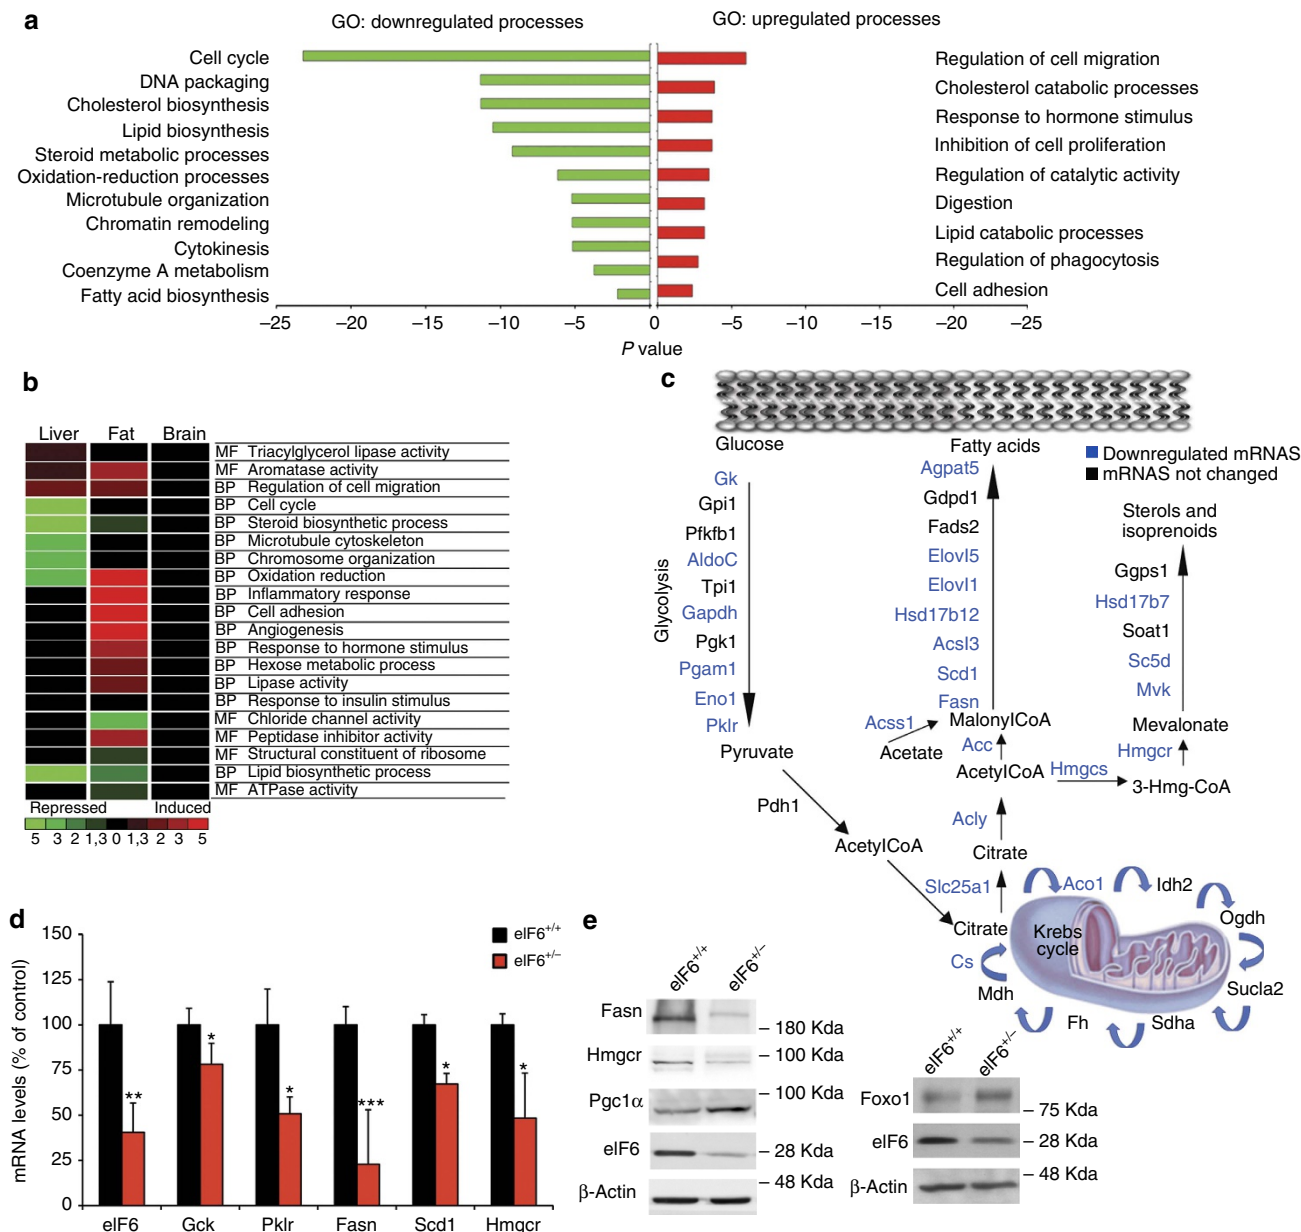 a
GO: downregulated processes
GO: upregulated processes
Cell cycle
DNA packaging
Cholesterol biosynthesis
Lipid biosynthesis
Steroid metabolic processes
Oxidation-reduction processes
Microtubule organization
Chromatin remodeling
Cytokinesis
Coenzyme A metabolism
Fatty acid biosynthesis
Regulation of cell migration
Cholesterol catabolic processes
Response to hormone stimulus
Inhibition of cell proliferation
Regulation of catalytic activity
Digestion
Lipid catabolic processes
Regulation of phagocytosis
Cell adhesion
–25 –20 –15 –10 –5 0 –5 –10 –15 –20 –25
P value
b
Liver Fat Brain
MF Triacylglycerol lipase activity
MF Aromatase activity
BP Regulation of cell migration
BP Cell cycle
BP Steroid biosynthetic process
BP Microtubule cytoskeleton
BP Chromosome organization
BP Oxidation reduction
BP Inflammatory response
BP Cell adhesion
BP Angiogenesis
BP Response to hormone stimulus
BP Hexose metabolic process
BP Lipase activity
BP Response to insulin stimulus
MF Chloride channel activity
MF Peptidase inhibitor activity
MF Structural constituent of ribosome
BP Lipid biosynthetic process
MF ATPase activity
Repressed Induced
5 3 2 1,3 0 1,3 2 3 5
c
Glucose
Glycolysis
Gk
Gpi1
Pfkfb1
AldoC
Tpi1
Gapdh
Pgk1
Pgam1
Eno1
Pklr
Pyruvate
Pdh1
AcetylCoA
Fatty acids
Agpat5
Gdpd1
Fads2
Elovl5
Elovl1
Hsd17b12
Acsl3
Scd1
Fasn
MalonylCoA
Acss1
Acetate
Acc
AcetylCoA
Hmgcs
3-Hmg-CoA
Acly
Citrate
Slc25a1
Citrate
Downregulated mRNAS
mRNAS not changed
Sterols and
isoprenoids
Ggps1
Hsd17b7
Soat1
Sc5d
Mvk
Mevalonate
Hmgcr
Krebs
cycle
Aco1
Idh2
Ogdh
Sucla2
Sdha
Fh
Mdh
Cs
d
mRNA levels (% of control)
150
125
100
75
50
25
0
eIF6+/+
eIF6+/–
**
*
*
***
*
*
eIF6 Gck Pklr Fasn Scd1 Hmgcr
e
eIF6+/+ eIF6+/–
Fasn – 180 Kda
Hmgcr – 100 Kda
Pgc1α – 100 Kda
eIF6 – 28 Kda
β-Actin – 48 Kda
eIF6+/+ eIF6+/–
Foxo1 – 75 Kda
eIF6 – 28 Kda
β-Actin – 48 Kda